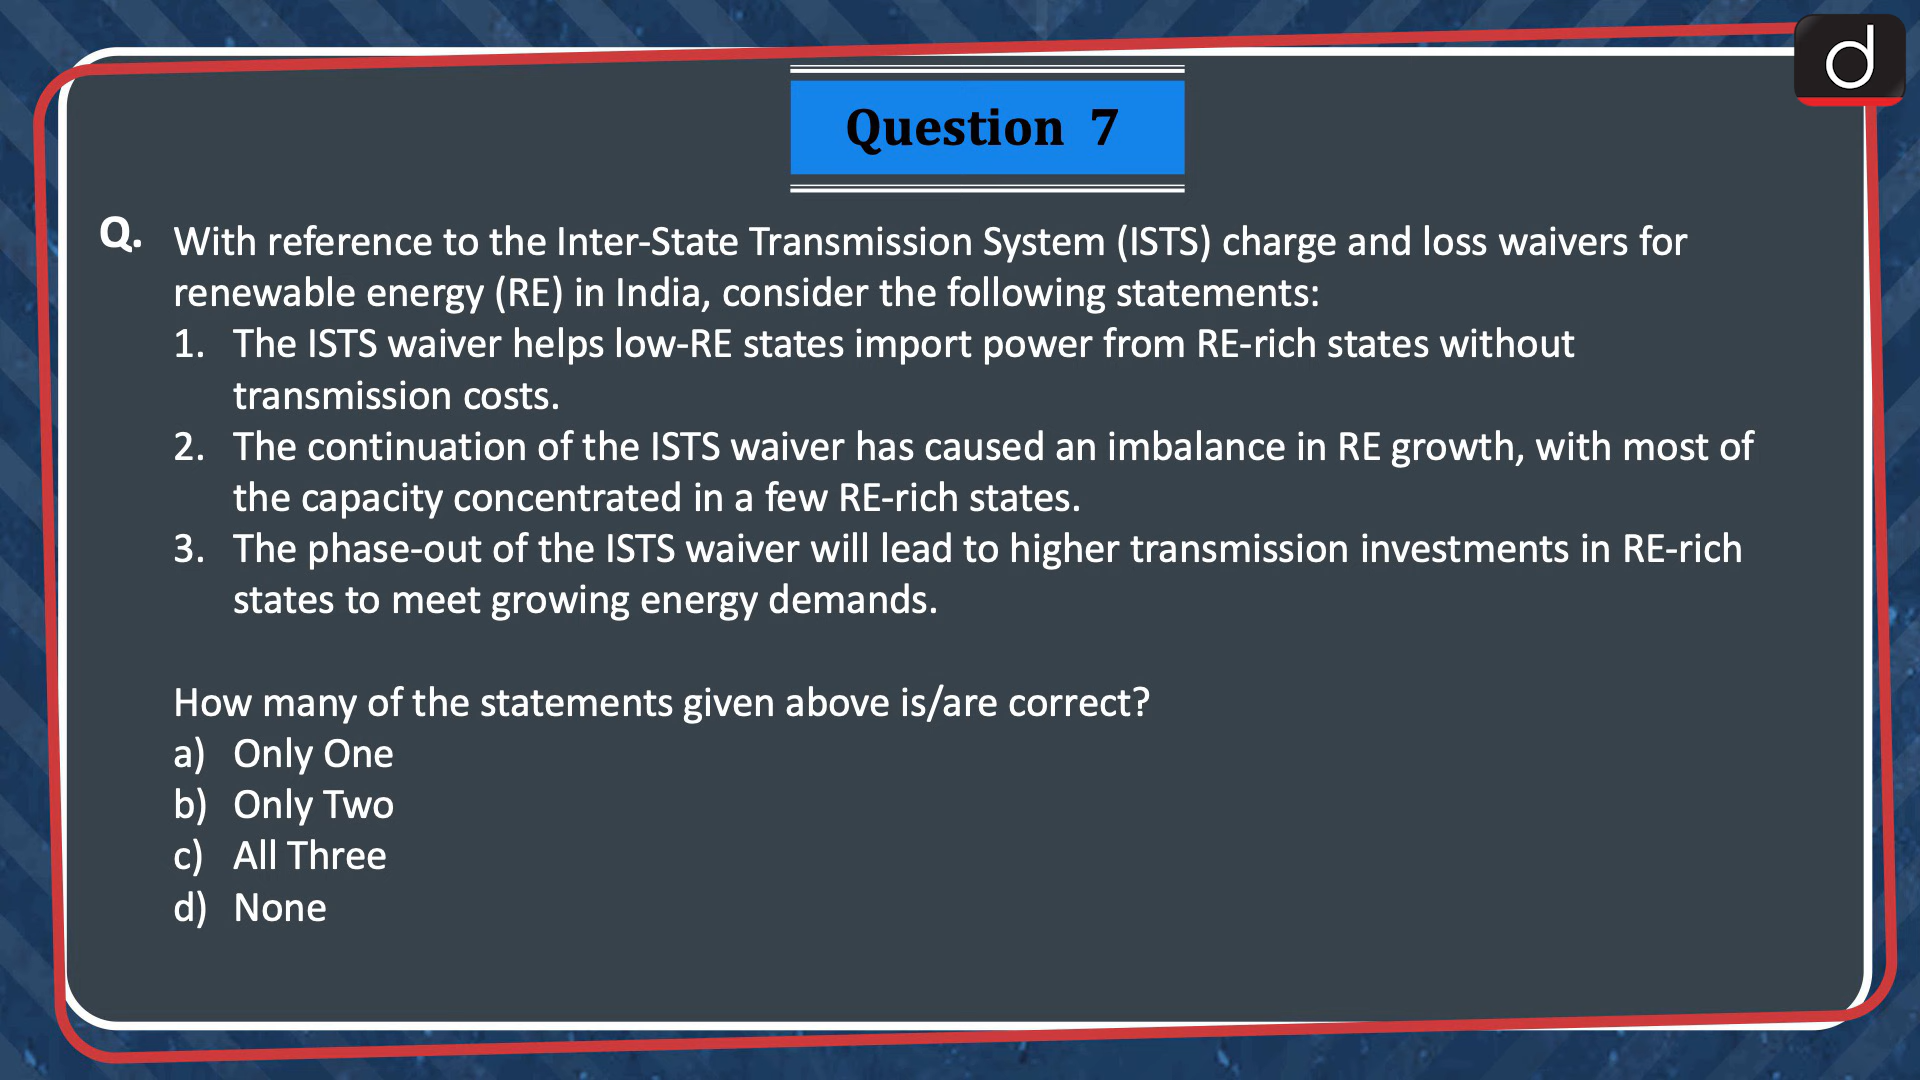 d
Question 7
Q. With reference to the Inter-State Transmission System (ISTS) charge and loss waivers for
renewable energy (RE) in India, consider the following statements:
1. The ISTS waiver helps low-RE states import power from RE-rich states without
transmission costs.
2. The continuation of the ISTS waiver has caused an imbalance in RE growth, with most of
the capacity concentrated in a few RE-rich states.
3. The phase-out of the ISTS waiver will lead to higher transmission investments in RE-rich
states to meet growing energy demands.
How many of the statements given above is/are correct?
a) Only One
b) Only Two
c) All Three
d) None